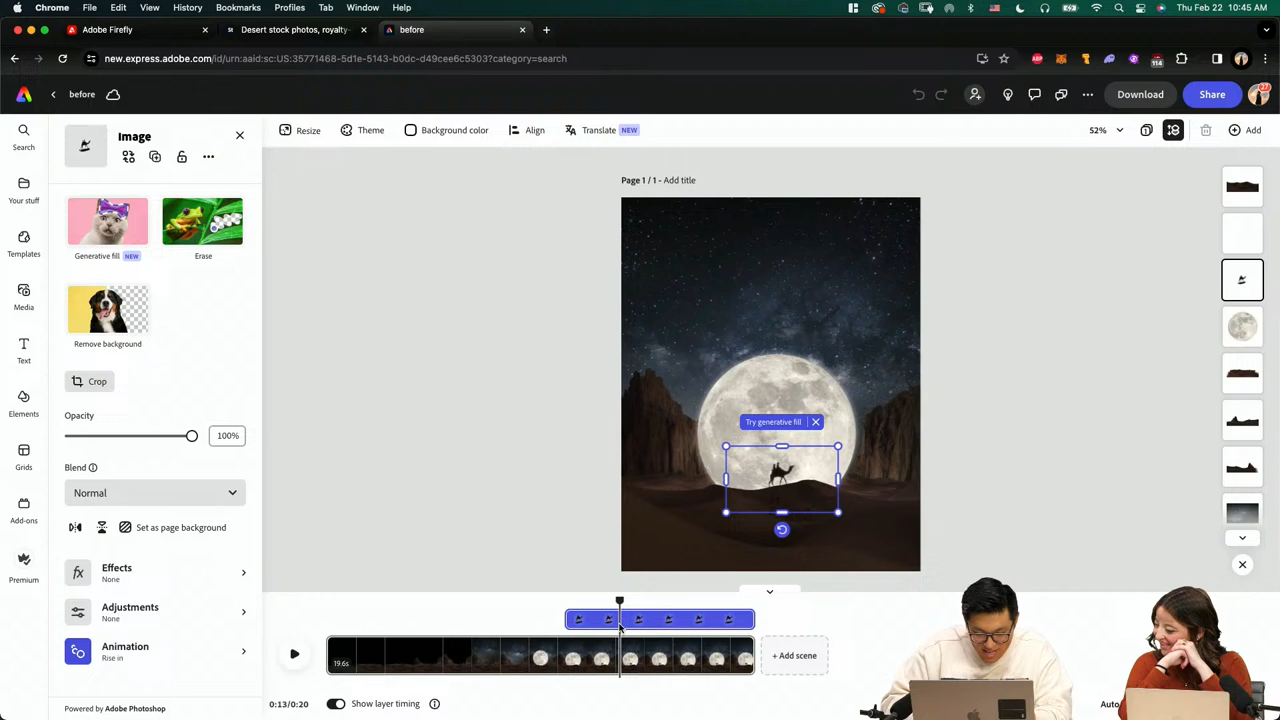 Chrome File Edit View History Bookmarks Profiles Tab Window Help
Thu Feb 22 10:45 AM
Adobe Firefly
Desert stock photos, royalty-
before
new.express.adobe.com/id/urn:aaid:sc:US:35771468-5d1e-5143-b0dc-d49cee6c5303?category=search
114
before
Download
Share
27
Search
Your stuff
Templates
Media
Text
Elements
Grids
Add-ons
Premium
Image
Generative fill NEW
Erase
Remove background
Crop
Opacity
100%
Blend
Normal
Set as page background
Effects
None
Adjustments
None
Animation
Rise in
Powered by Adobe Photoshop
Resize
Theme
Background color
Align
Translate NEW
52%
1
Add
Page 1 / 1 - Add title
Try generative fill
19.6s
+ Add scene
0:13/0:20
Show layer timing